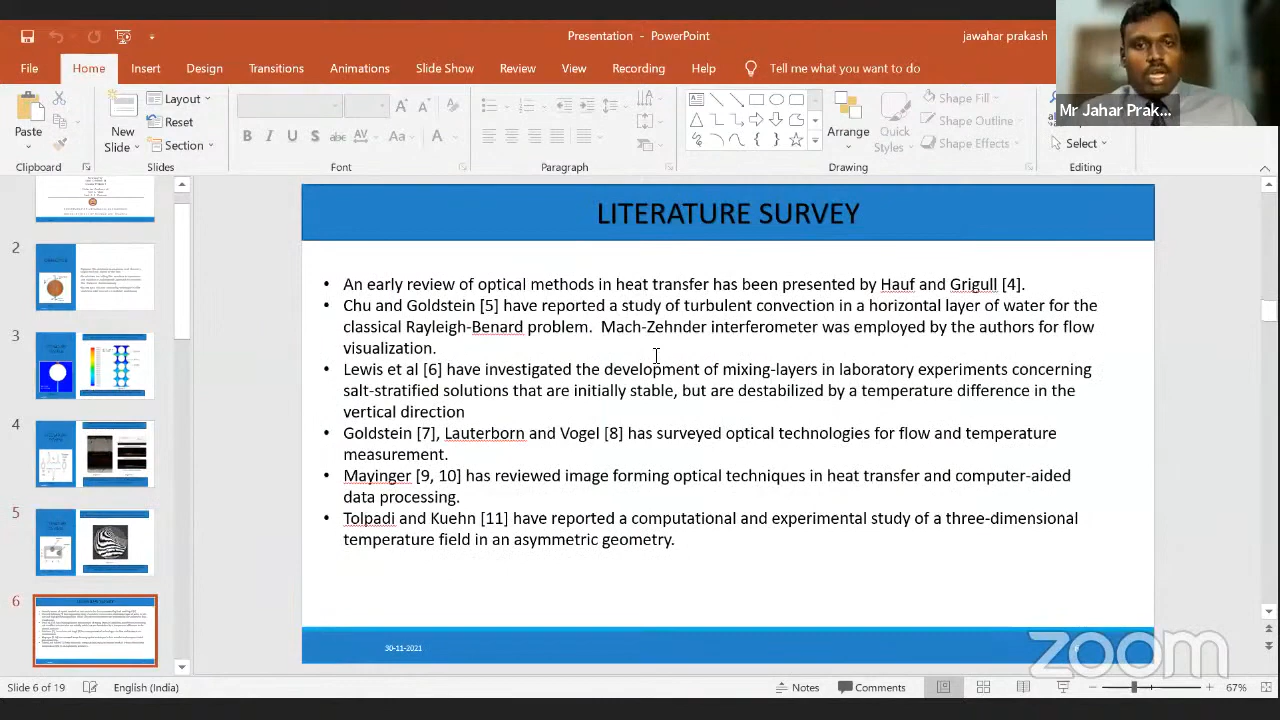 Presentation - PowerPoint
jawahar prakash
File Home Insert Design Transitions Animations Slide Show Review View Recording Help Tell me what you want to do
Mr Jahar Prak...
Paste
Clipboard
New
Slide
Layout
Reset
Section
Slides
B I U S abc AV Aa A
Font
Paragraph
Arrange
Quick
Styles
Shape Fill
Shape Outline
Shape Effects
Drawing
Select
Editing
2
3
4
5
6
LITERATURE SURVEY
• An early review of optical methods in heat transfer has been presented by Hauf and Grigull [4].
• Chu and Goldstein [5] have reported a study of turbulent convection in a horizontal layer of water for the
classical Rayleigh-Benard problem. Mach-Zehnder interferometer was employed by the authors for flow
visualization.
• Lewis et al [6] have investigated the development of mixing-layers in laboratory experiments concerning
salt-stratified solutions that are initially stable, but are destabilized by a temperature difference in the
vertical direction
• Goldstein [7], Lauterborn and Vogel [8] has surveyed optical technologies for flow and temperature
measurement.
• Mayinger [9, 10] has reviewed image forming optical techniques in heat transfer and computer-aided
data processing.
• Tolpadi and Kuehn [11] have reported a computational and experimental study of a three-dimensional
temperature field in an asymmetric geometry.
30-11-2021
zoom
Slide 6 of 19 English (India) Notes Comments 67%